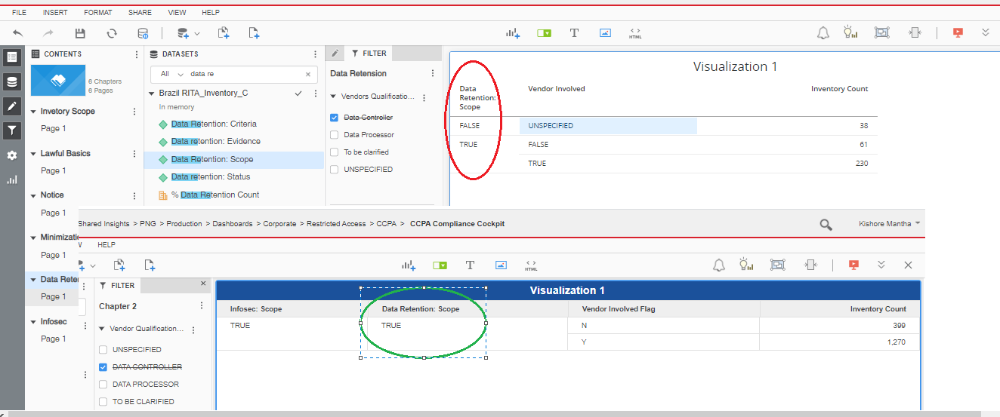 FILE INSERT FORMAT SHARE VIEW HELP
T
HTML
CONTENTS
6 Chapters
6 Pages
Invetory Scope
Page 1
Lawful Basics
Page 1
Notice
Page 1
Minimizati
Page 1
Data Reten
Page 1
Infosec
Page 1
DATASETS
All data re
Brazil RITA_Inventory_C
In memory
Data Retention: Criteria
Data retention: Evidence
Data Retention: Scope
Data retention: Status
% Data Retention Count
FILTER
Data Retension
Vendors Qualificatio...
Data Controller
Data Processor
To be clarified
UNSPECIFIED
Visualization 1
Data Retention: Scope Vendor Involved Inventory Count
FALSE UNSPECIFIED 38
TRUE FALSE 61
TRUE 230
Shared Insights > PNG > Production > Dashboards > Corporate > Restricted Access > CCPA > CCPA Compliance Cockpit
Kishore Mantha
W HELP
T
HTML
FILTER
Chapter 2
Vendor Qualification...
UNSPECIFIED
DATA CONTROLLER
DATA PROCESSOR
TO BE CLARIFIED
Visualization 1
Infosec: Scope Data Retention: Scope Vendor Involved Flag Inventory Count
TRUE TRUE N 399
Y 1,270